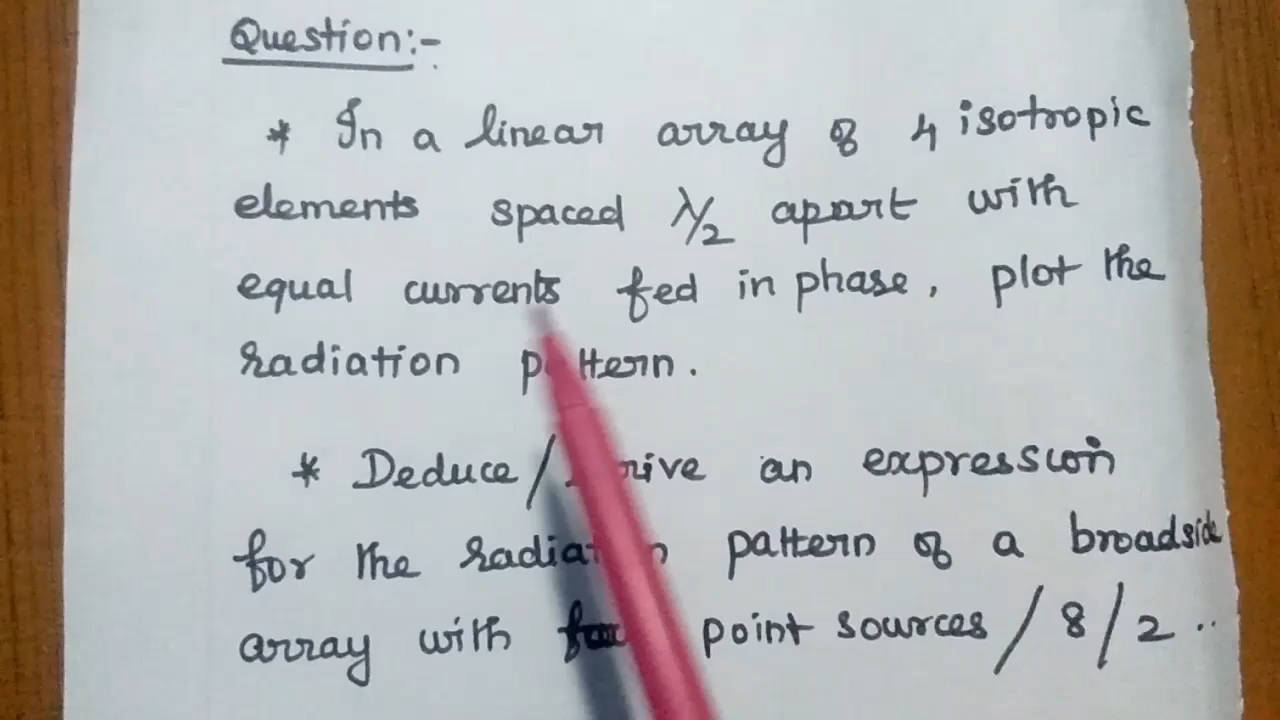 Question:-
* In a linear array of 4 isotropic
elements spaced λ/2 apart with
equal currents fed in phase, plot the
radiation pattern.
* Deduce / an expression
for the pattern of a broadside
array with point sources / 8 / 2 ..